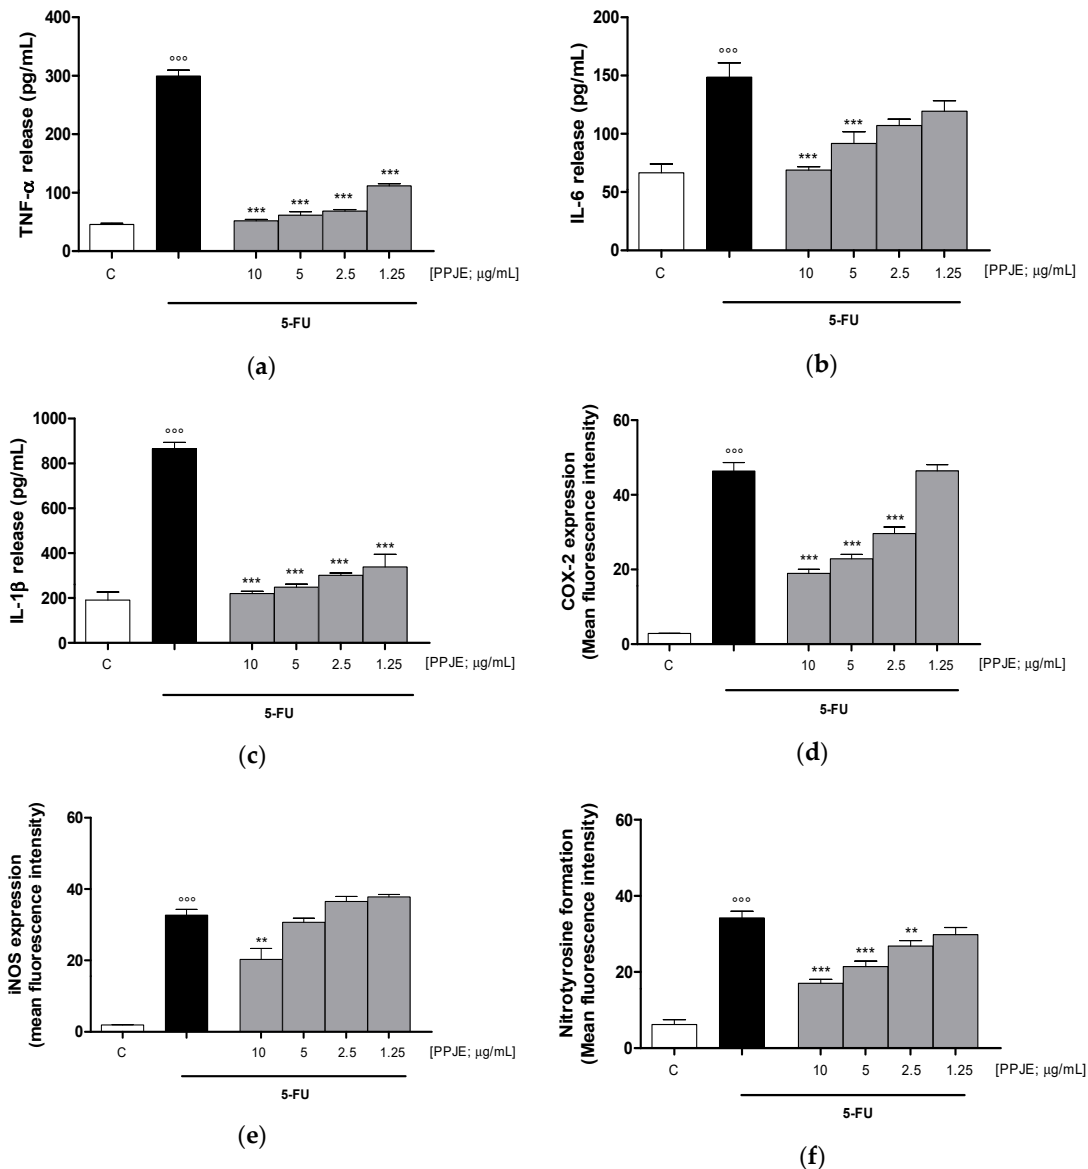 TNF-α release (pg/mL)
400
300
200
100
0
°°°
***
***
***
***
C
10
5
2.5
1.25
[PPJE; μg/mL]
5-FU
(a)
IL-6 release (pg/mL)
200
150
100
50
0
°°°
***
***
C
10
5
2.5
1.25
[PPJE; μg/mL]
5-FU
(b)
IL-1β release (pg/mL)
1000
800
600
400
200
0
°°°
***
***
***
***
C
10
5
2.5
1.25
[PPJE; μg/mL]
5-FU
(c)
COX-2 expression
(Mean fluorescence intensity)
60
40
20
0
°°°
***
***
***
C
10
5
2.5
1.25
[PPJE; μg/mL]
5-FU
(d)
iNOS expression
(mean fluorescence intensity)
60
40
20
0
°°°
**
C
10
5
2.5
1.25
[PPJE; μg/mL]
5-FU
(e)
Nitrotyrosine formation
(Mean fluorescence intensity)
60
40
20
0
°°°
***
***
**
C
10
5
2.5
1.25
[PPJE; μg/mL]
5-FU
(f)